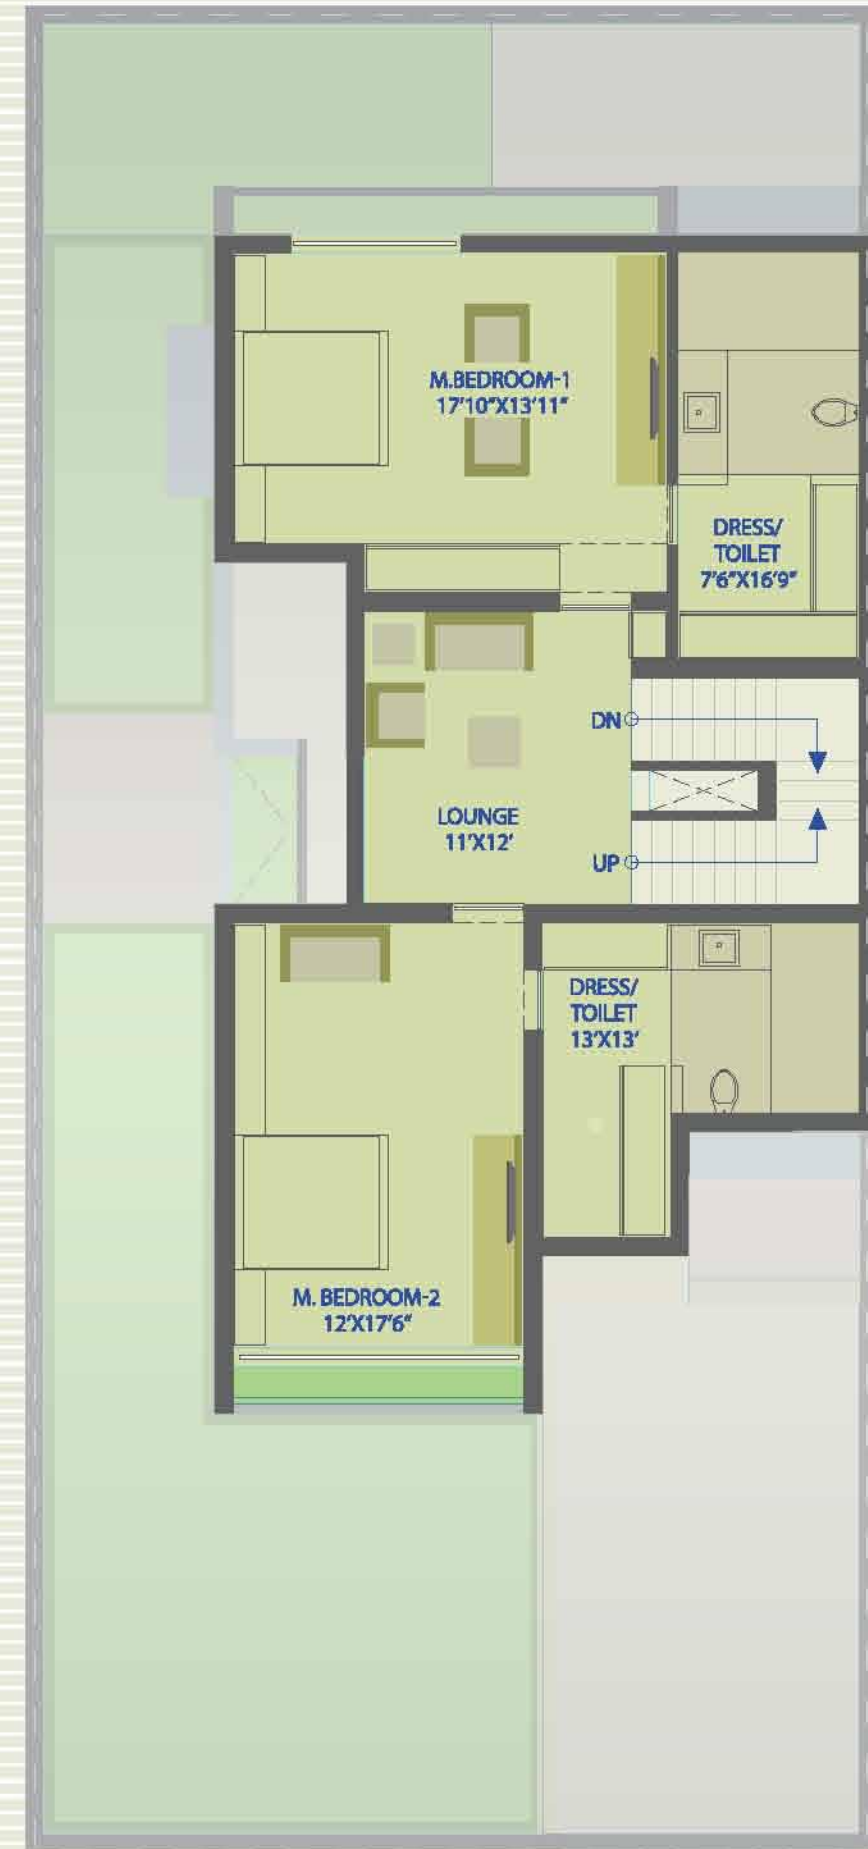 M.BEDROOM-1
17'10"X13'11"
DRESS/
TOILET
7'6"X16'9"
DN
LOUNGE
11'X12'
UP
DRESS/
TOILET
13'X13'
M. BEDROOM-2
12'X17'6"